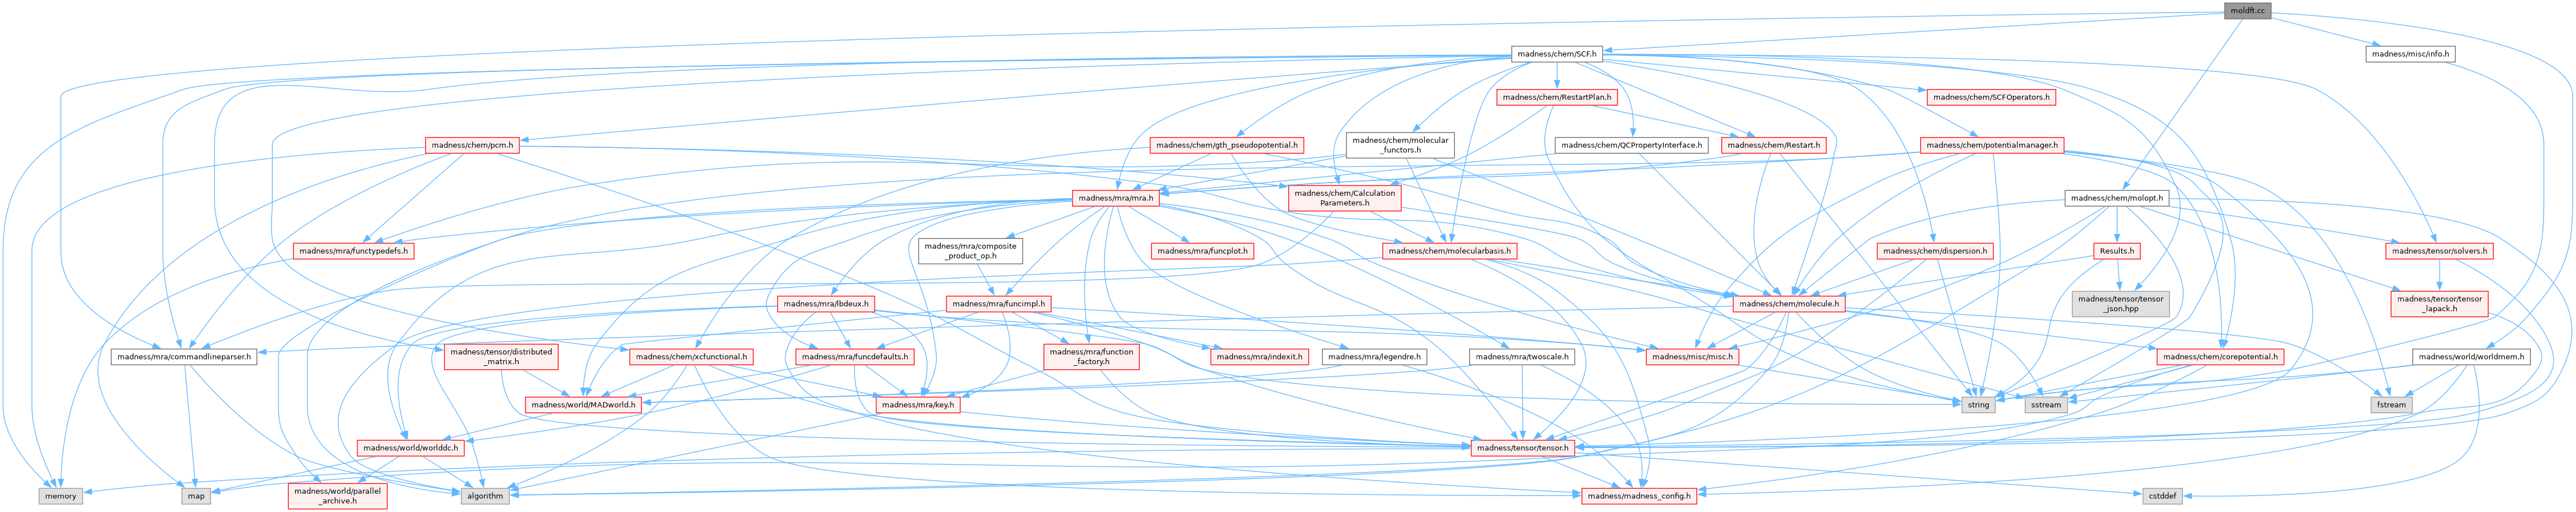 moldft.cc
madness/chem/SCF.h
madness/misc/info.h
madness/chem/RestartPlan.h
madness/chem/SCFOperators.h
madness/chem/pcm.h
madness/chem/gth_pseudopotential.h
madness/chem/molecular
_functors.h
madness/chem/QCPropertyInterface.h
madness/chem/Restart.h
madness/chem/potentialmanager.h
madness/mra/mra.h
madness/chem/Calculation
Parameters.h
madness/chem/molopt.h
madness/mra/functypedefs.h
madness/mra/composite
_product_op.h
madness/mra/funcplot.h
madness/chem/molecularbasis.h
madness/chem/dispersion.h
Results.h
madness/tensor/solvers.h
madness/mra/lbdeux.h
madness/mra/funcimpl.h
madness/chem/molecule.h
madness/tensor/tensor
_json.hpp
madness/tensor/tensor
_lapack.h
madness/mra/commandlineparser.h
madness/tensor/distributed
_matrix.h
madness/chem/xcfunctional.h
madness/mra/funcdefaults.h
madness/mra/function
_factory.h
madness/mra/indexit.h
madness/mra/legendre.h
madness/mra/twoscale.h
madness/misc/misc.h
madness/chem/corepotential.h
madness/world/worldmem.h
madness/world/MADworld.h
madness/mra/key.h
string
sstream
fstream
madness/world/worlddc.h
madness/tensor/tensor.h
memory
map
madness/world/parallel
_archive.h
algorithm
madness/madness_config.h
cstddef